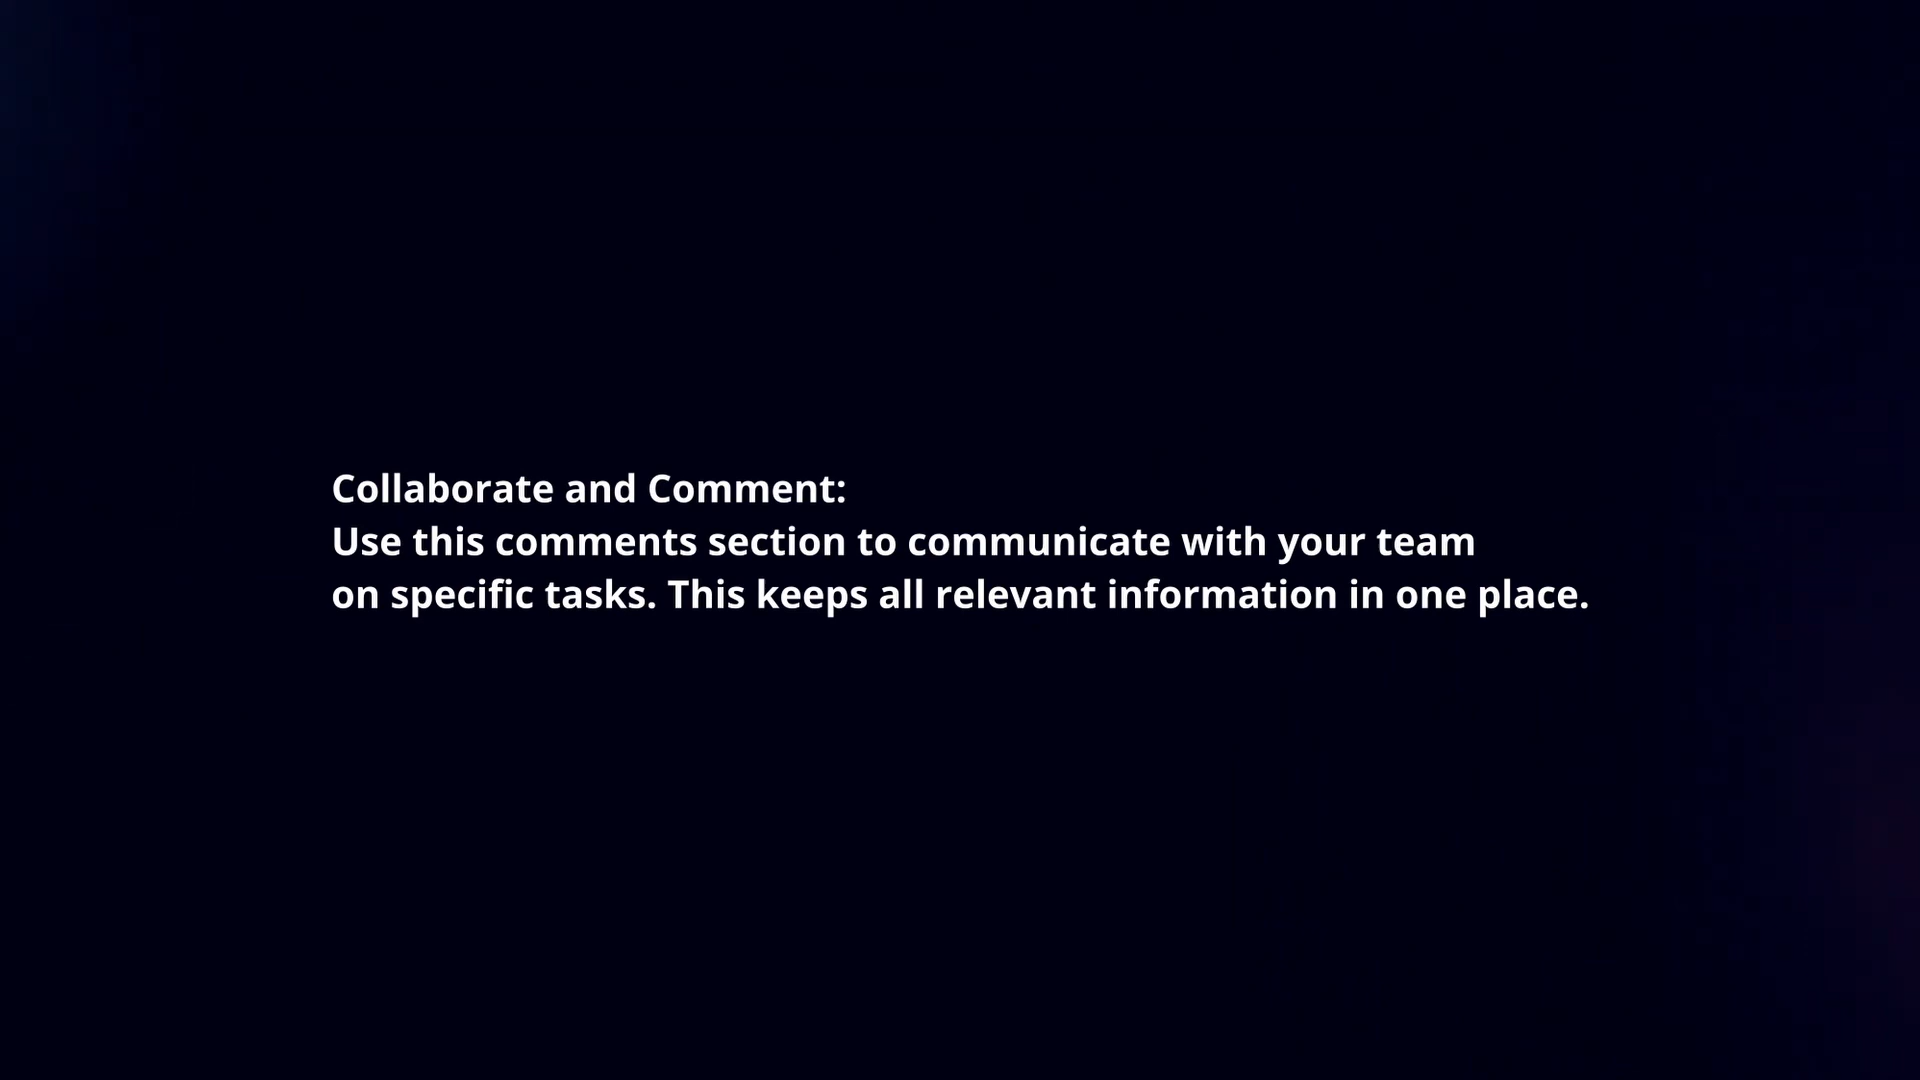 Collaborate and Comment:
Use this comments section to communicate with your team
on specific tasks. This keeps all relevant information in one place.